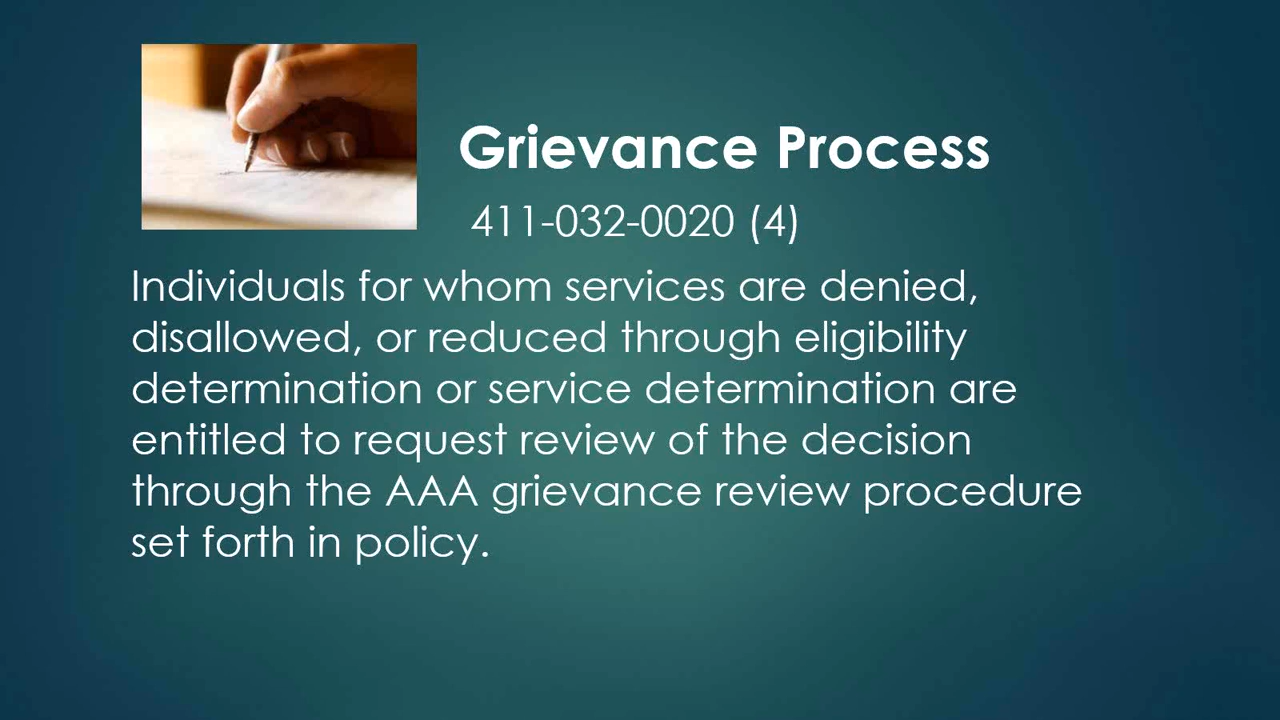 Grievance Process
411-032-0020 (4)
Individuals for whom services are denied,
disallowed, or reduced through eligibility
determination or service determination are
entitled to request review of the decision
through the AAA grievance review procedure
set forth in policy.